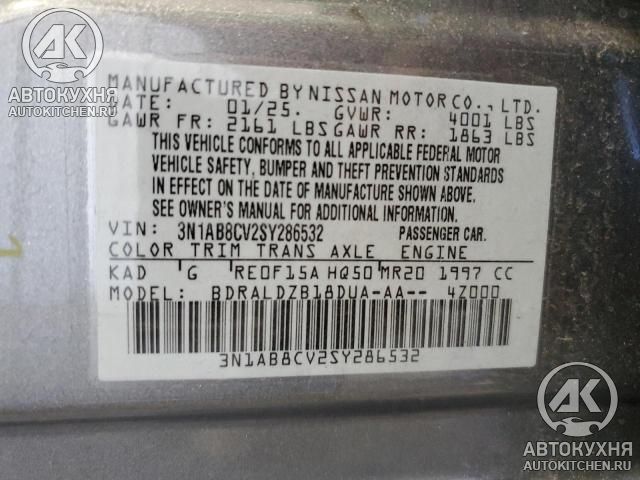 AK
АВТОКУХНЯ
AUTOKITCHEN.RU
MANUFACTURED BY NISSAN MOTOR CO., LTD.
DATE: 01/25. GVWR: 4001 LBS
GAWR FR: 2161 LBS GAWR RR: 1863 LBS
THIS VEHICLE CONFORMS TO ALL APPLICABLE FEDERAL MOTOR
VEHICLE SAFETY, BUMPER AND THEFT PREVENTION STANDARDS
IN EFFECT ON THE DATE OF MANUFACTURE SHOWN ABOVE.
SEE OWNER'S MANUAL FOR ADDITIONAL INFORMATION.
VIN: 3N1AB8CV2SY286532 PASSENGER CAR.
COLOR TRIM TRANS AXLE ENGINE
KAD G RE0F15A HQ50 MR20 1997 CC
MODEL: BDRALDZB18DUA-AA-- 4Z000
3N1AB8CV2SY286532
AK
АВТОКУХНЯ
AUTOKITCHEN.RU